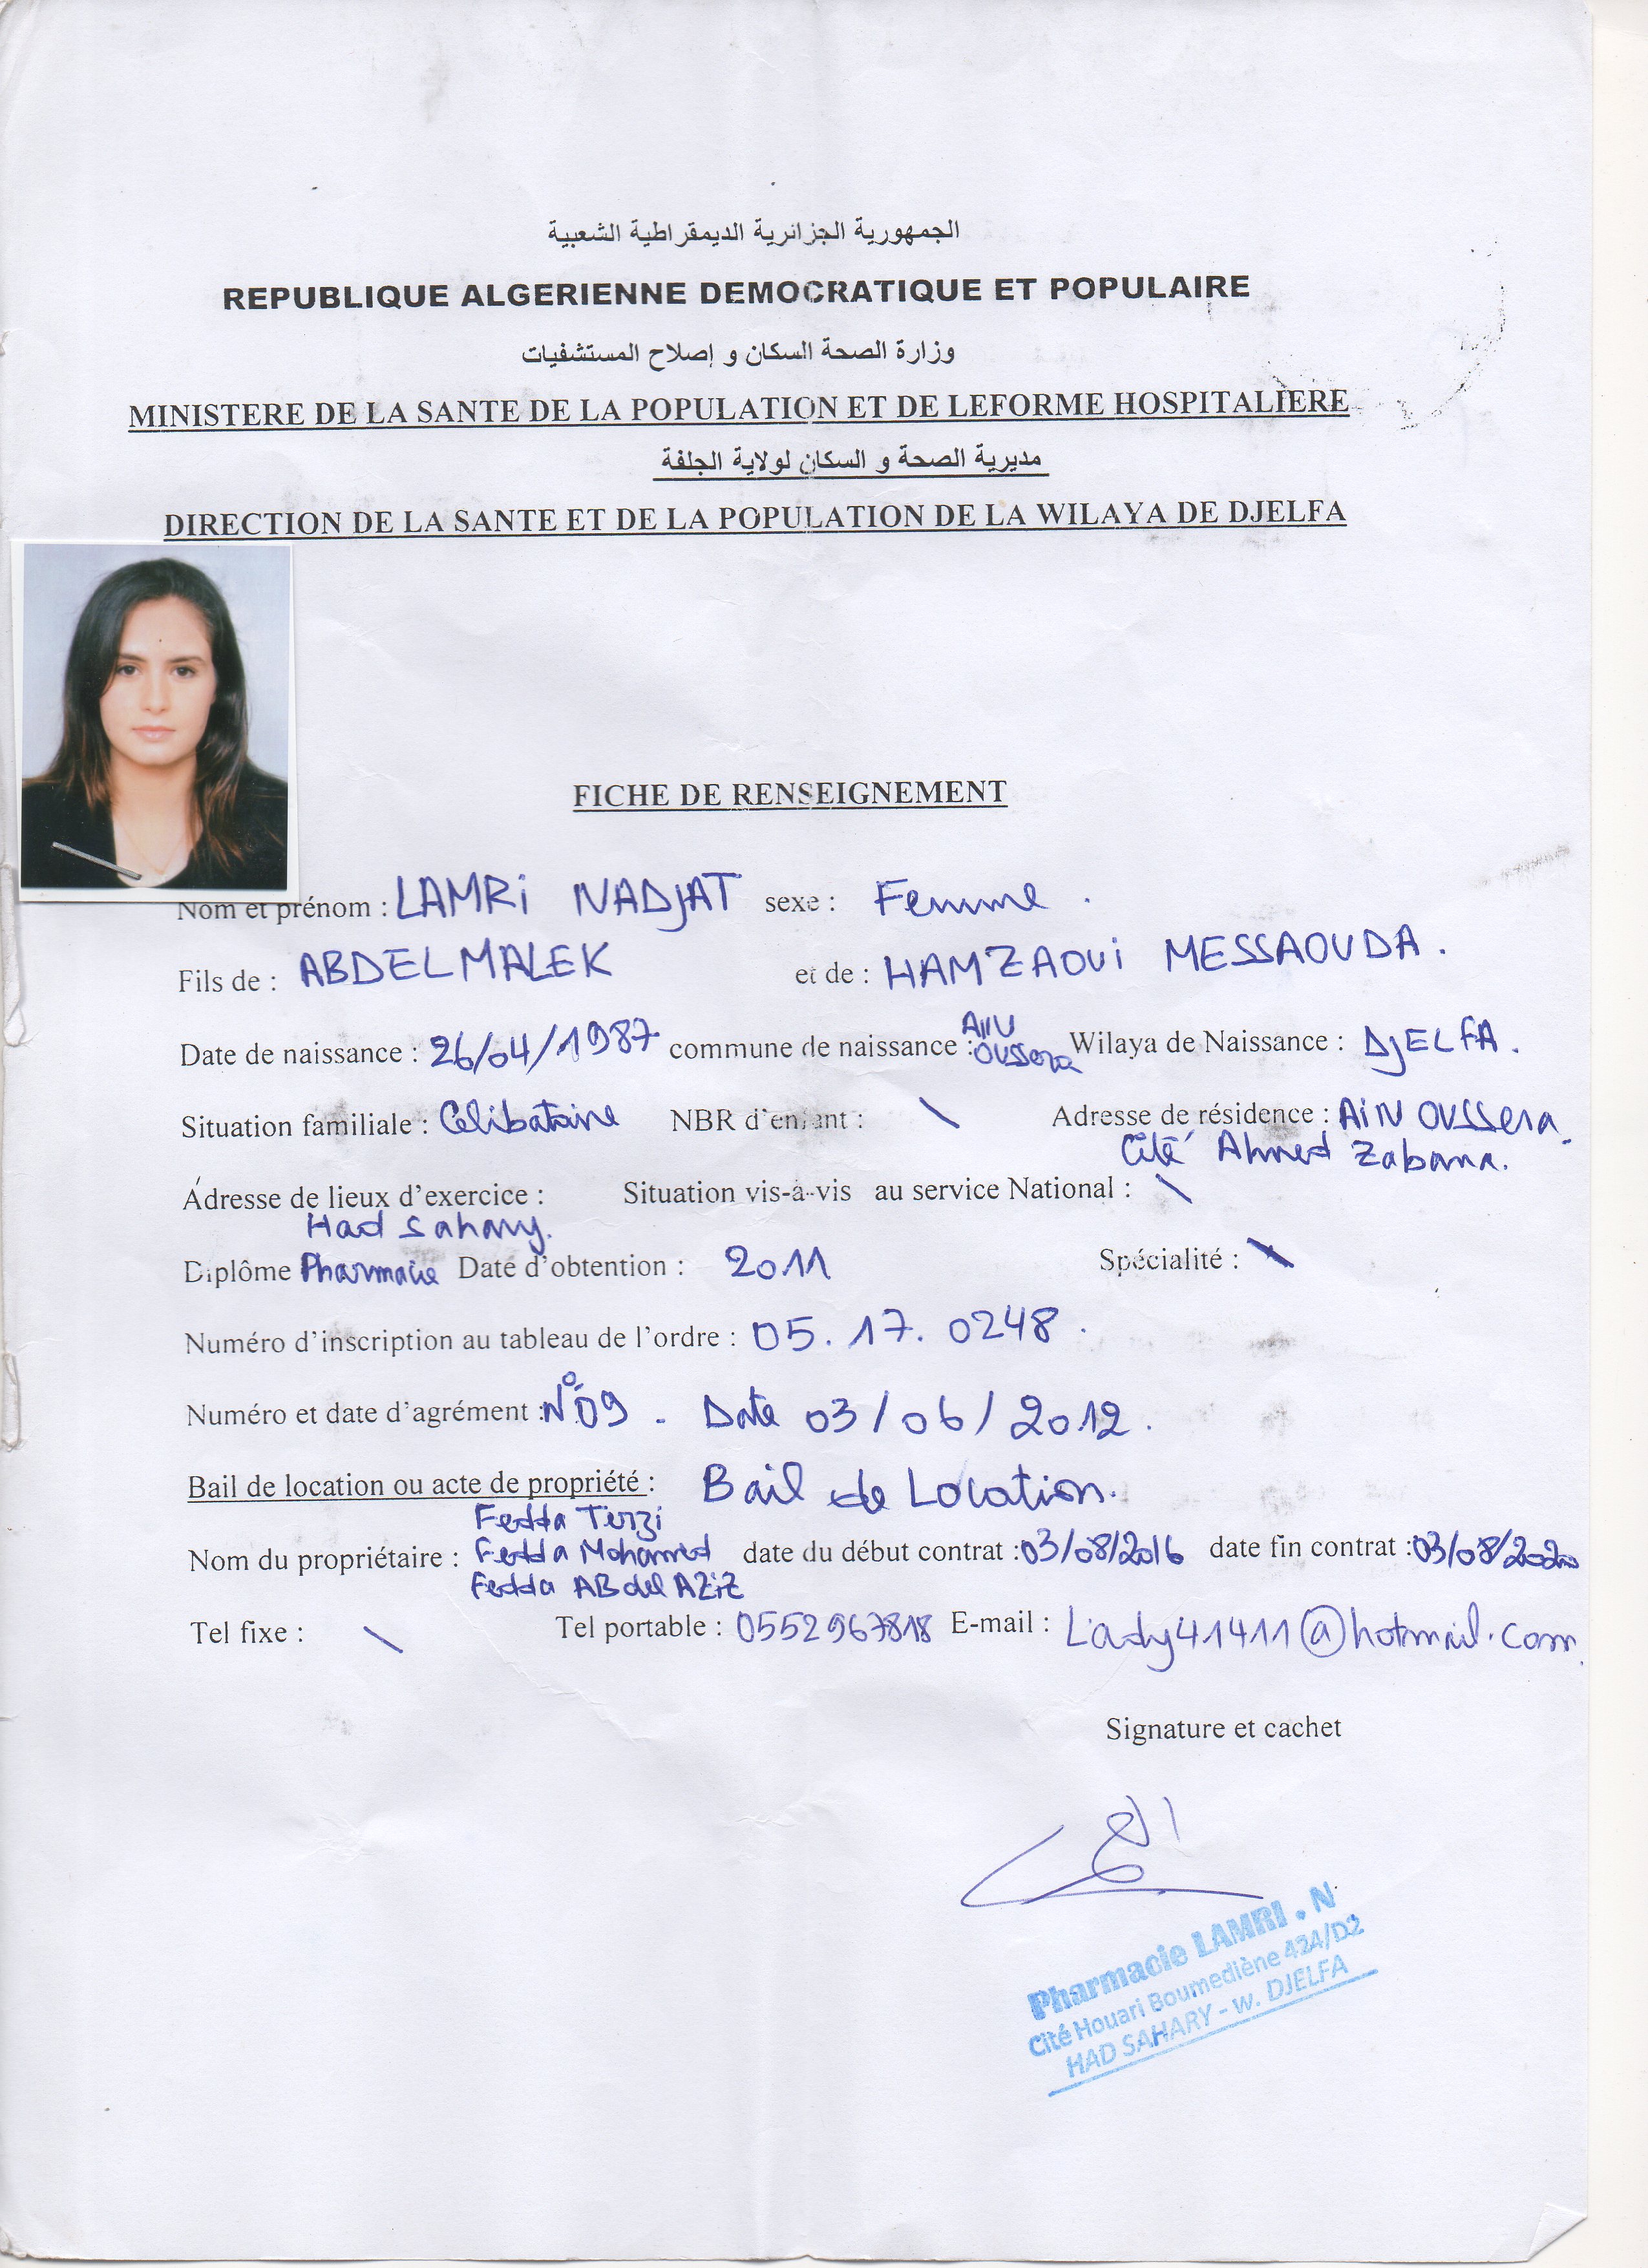 الجمهورية الجزائرية الديمقراطية الشعبية
REPUBLIQUE ALGERIENNE DEMOCRATIQUE ET POPULAIRE
وزارة الصحة السكان و إصلاح المستشفيات
MINISTERE DE LA SANTE DE LA POPULATION ET DE LEFORME HOSPITALIERE
مديرية الصحة و السكان لولاية الجلفة
DIRECTION DE LA SANTE ET DE LA POPULATION DE LA WILAYA DE DJELFA
FICHE DE RENSEIGNEMENT
Nom et prénom : LAMRI NADJAT sexe : Femme .
Fils de : ABDELMALEK et de : HAMZAOUI MESSAOUDA .
Date de naissance : 26/04/1987 commune de naissance : AIN OUSSera Wilaya de Naissance : DjELFA .
Situation familiale : Celibataire NBR d'enfant : \ Adresse de résidence : AIN OUSSera .
Cité Ahmed Zabana .
Adresse de lieux d'exercice : Situation vis-à-vis au service National : \
Had Sahary .
Diplôme Pharmacie Date d'obtention : 2011 Spécialité : \
Numéro d'inscription au tableau de l'ordre : 05. 17. 0248 .
Numéro et date d'agrément : N°09 . Date 03/06/2012 .
Bail de location ou acte de propriété : Bail de Location .
Fedda Terzi
Nom du propriétaire : Fedda Mohamed date du début contrat : 03/08/2016 date fin contrat : 03/08/2020
Fedda ABdel AZiZ
Tel fixe : \ Tel portable : 0552967818 E-mail : Lady41411@hotmail.com
Signature et cachet
Pharmacie LAMRI . N
Cité Houari Boumediène 424/D2
HAD SAHARY - w. DJELFA